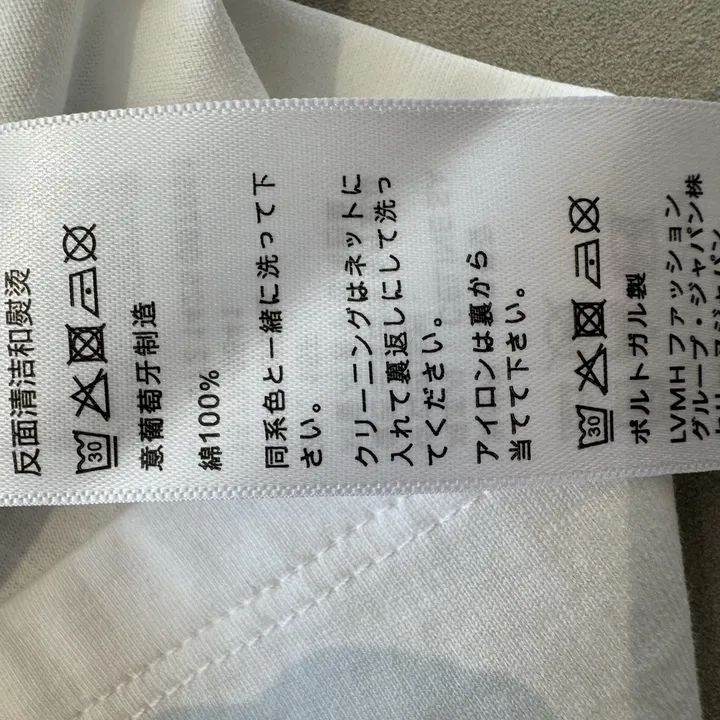 反面清洁和熨烫
30
意葡萄牙制造
綿100%
同系色と一緒に洗って下
さい。
クリーニングはネットに
入れて裏返しにして洗っ
てください。
アイロンは裏から
当てて下さい。
30
ポルトガル製
LVMH ファッション
グループ・ジャパン株